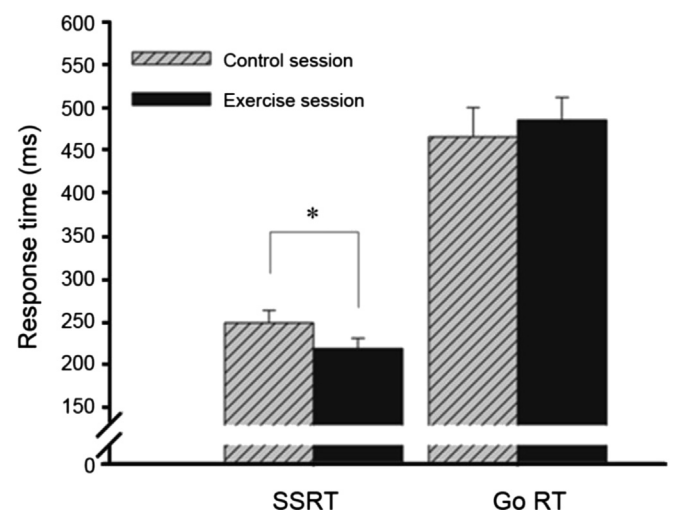 600
550
500
450
400
350
300
250
200
150
0
Response time (ms)
Control session
Exercise session
*
SSRT
Go RT